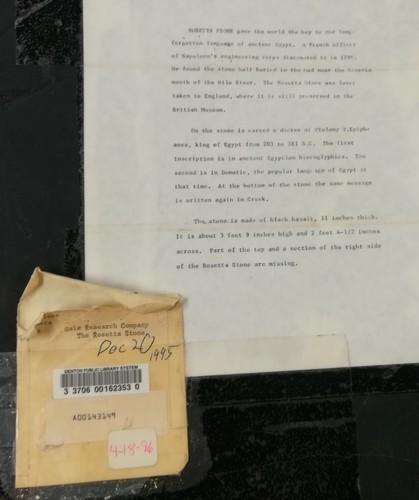 ROSETTA STONE gave the world the key to the long-
forgotten language of ancient Egypt. A French officer
of Napoleon's engineering corps discovered it in 1799.
He found the stone half buried in the mud near the Rosetta
mouth of the Nile River. The Rosetta Stone was later
taken to England, where it is still preserved in the
British Museum.
On the stone is carved a decree of Ptolemy V.Epiph-
anes, king of Egypt from 203 to 181 B.C. The first
inscription is in ancient Egyptian hieroglyphics. The
second is in Demotic, the popular language of Egypt at
that time. At the bottom of the stone the same message
is written again in Greek.
The stone is made of black basalt, 11 inches thick.
It is about 3 feet 9 inches high and 2 feet 4-1/2 inches
across. Part of the top and a section of the right side
of the Rosetta Stone are missing.
Gale Research Company
The Rosetta Stone
Dec 20, 1995
DENTON PUBLIC LIBRARY SYSTEM
3 3706 00162353 0
A00143149
4-18-96